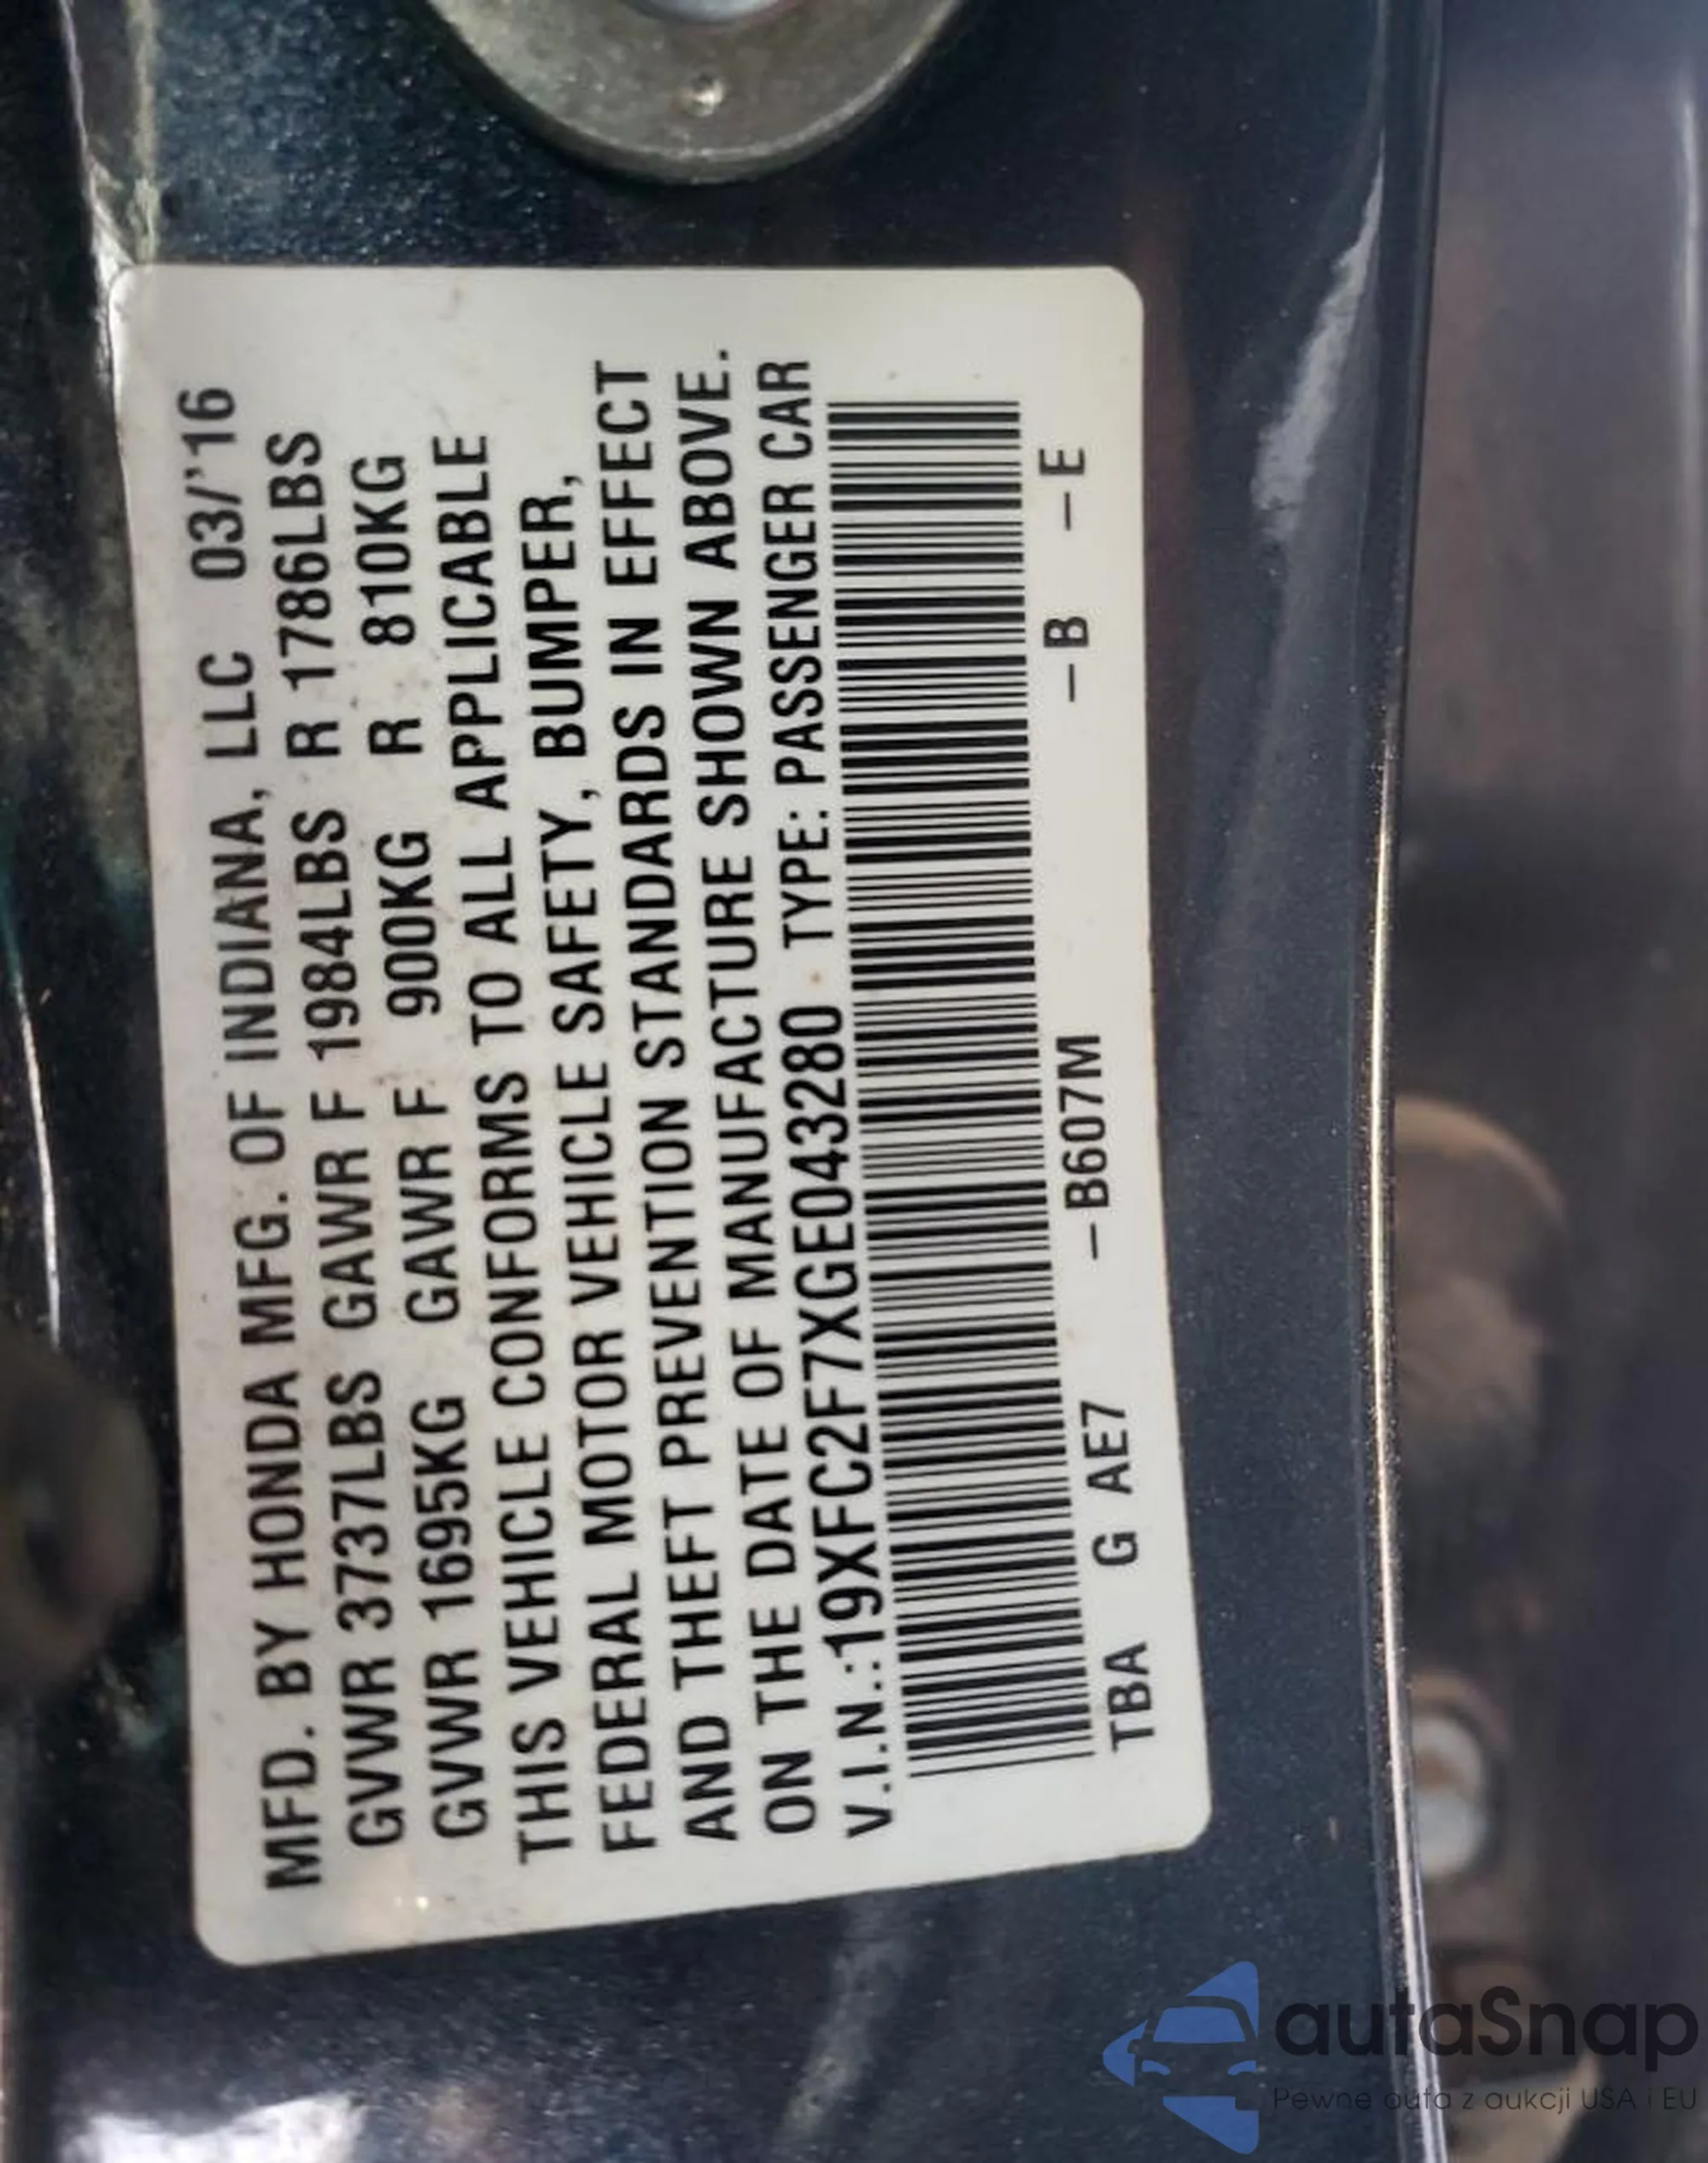 MFD. BY HONDA MFG. OF INDIANA, LLC 03/'16
GVWR 3737LBS GAWR F 1984LBS R 1786LBS
GVWR 1695KG GAWR F 900KG R 810KG
THIS VEHICLE CONFORMS TO ALL APPLICABLE
FEDERAL MOTOR VEHICLE SAFETY, BUMPER,
AND THEFT PREVENTION STANDARDS IN EFFECT
ON THE DATE OF MANUFACTURE SHOWN ABOVE.
V.I.N.:19XFC2F7XGE043280 TYPE: PASSENGER CAR
TBA G AE7 –B607M –B –E
autaSnap
Pewne auta z aukcji USA i EU